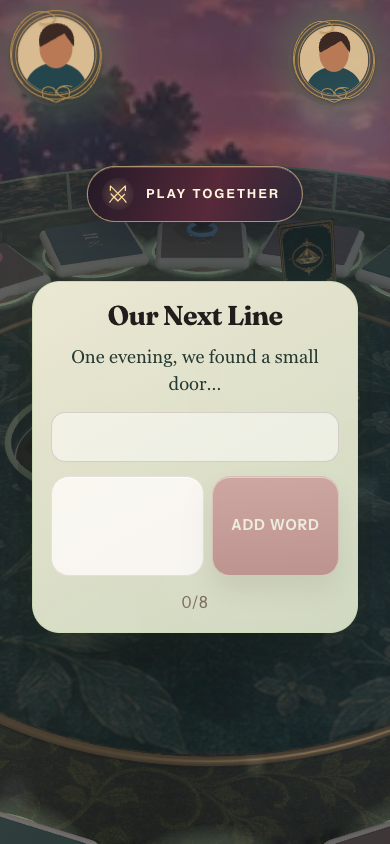 PLAY TOGETHER
Our Next Line
One evening, we found a small
door...
ADD WORD
0/8